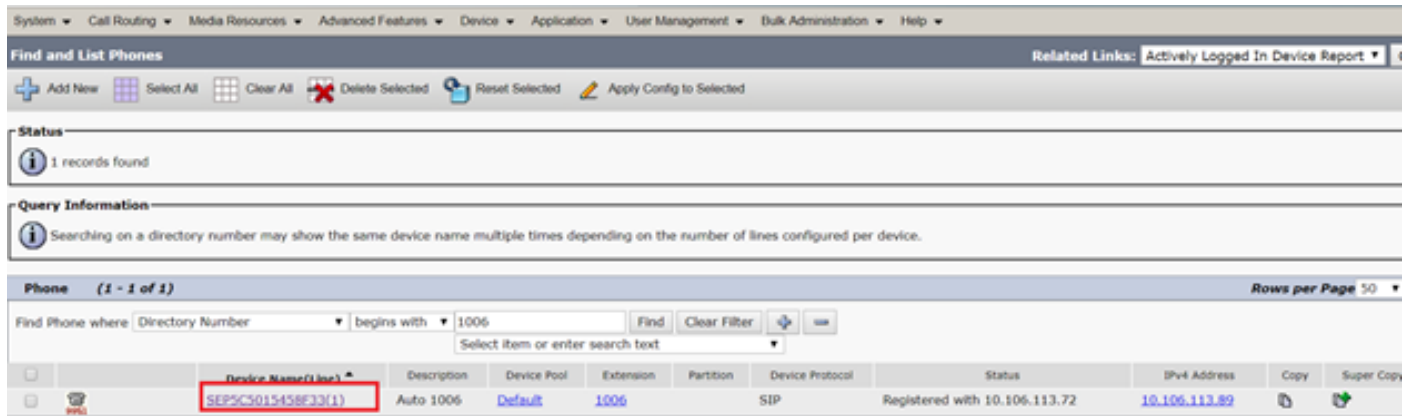 System Call Routing Media Resources Advanced Features Device Application User Management Bulk Administration Help
Find and List Phones Related Links: Actively Logged In Device Report
Add New Select All Clear All Delete Selected Reset Selected Apply Config to Selected
Status
1 records found
Query Information
Searching on a directory number may show the same device name multiple times depending on the number of lines configured per device.
Phone (1 - 1 of 1) Rows per Page 50
Find Phone where Directory Number begins with 1006 Find Clear Filter
Select item or enter search text
Device Name(Line) Description Device Pool Extension Partition Device Protocol Status IPv4 Address Copy Super Copy
SEP5C5015458F33(1) Auto 1006 Default 1006 SIP Registered with 10.106.113.72 10.106.113.89